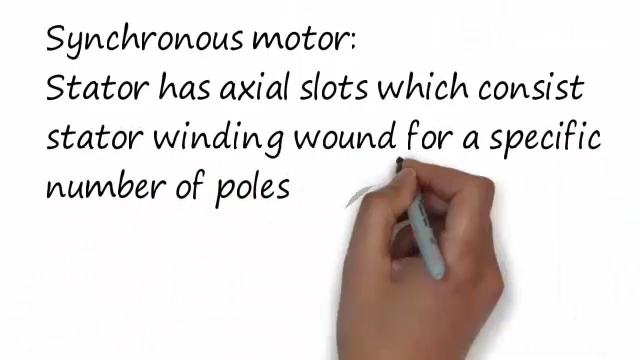 Synchronous motor:
Stator has axial slots which consist
stator winding wound for a specific
number of poles